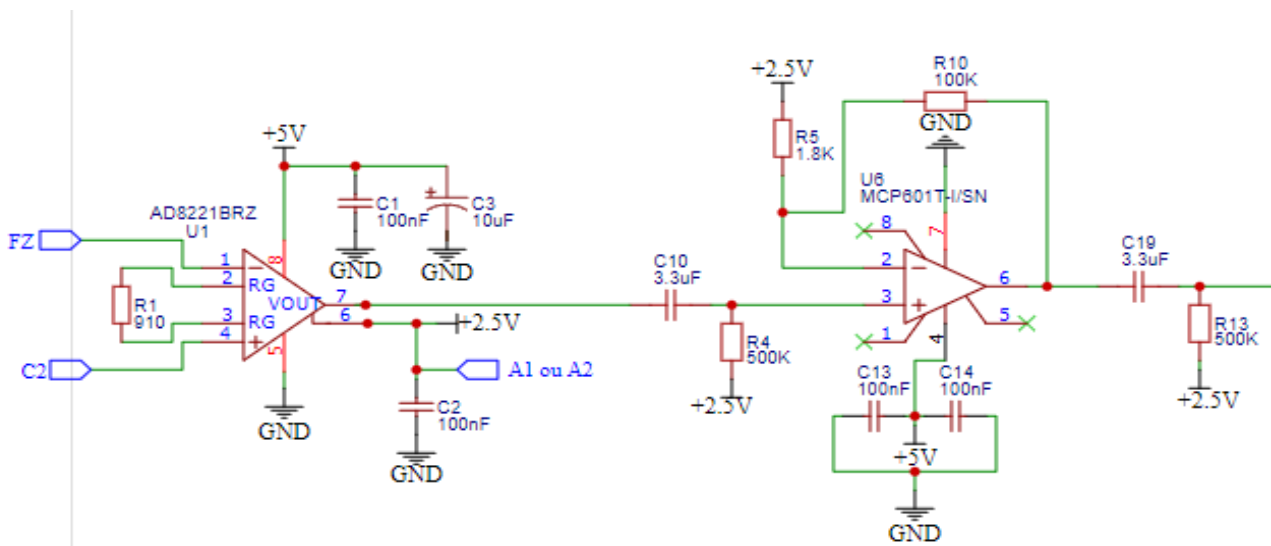 +5V
AD8221BRZ
U1
FZ
1
2
RG
RG
3
4
8
VOUT
7
6
5
R1
910
C2
GND
C1
100nF
GND
C3
10uF
GND
+2.5V
A1 ou A2
C2
100nF
GND
C10
3.3uF
R4
500K
+2.5V
+2.5V
R5
1.8K
R10
100K
GND
U6
MCP601T-I/SN
8
7
2
3
1
4
5
6
C13
100nF
C14
100nF
+5V
GND
C19
3.3uF
R13
500K
+2.5V